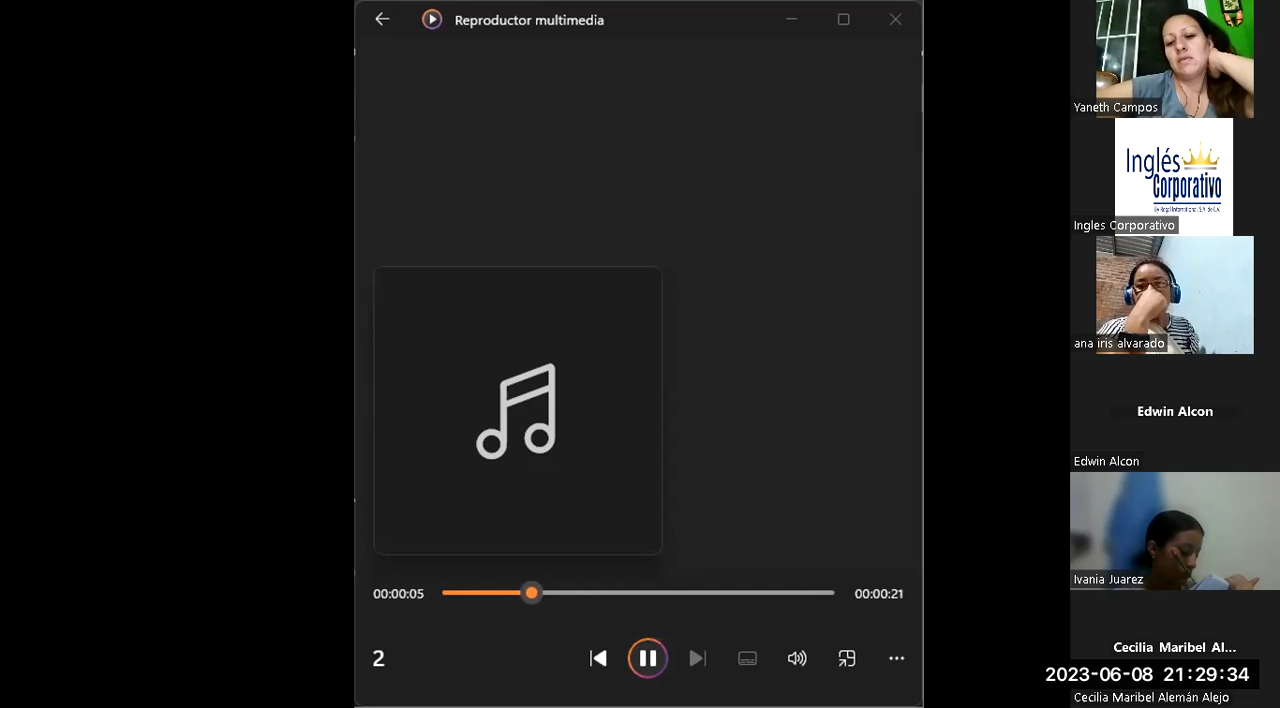 Reproductor multimedia
00:00:05
00:00:21
2
Yaneth Campos
Inglés
Corporativo
Ingles Corporativo
ana iris alvarado
Edwin Alcon
Edwin Alcon
Ivania Juarez
Cecilia Maribel Al...
2023-06-08 21:29:34
Cecilia Maribel Alemán Alejo